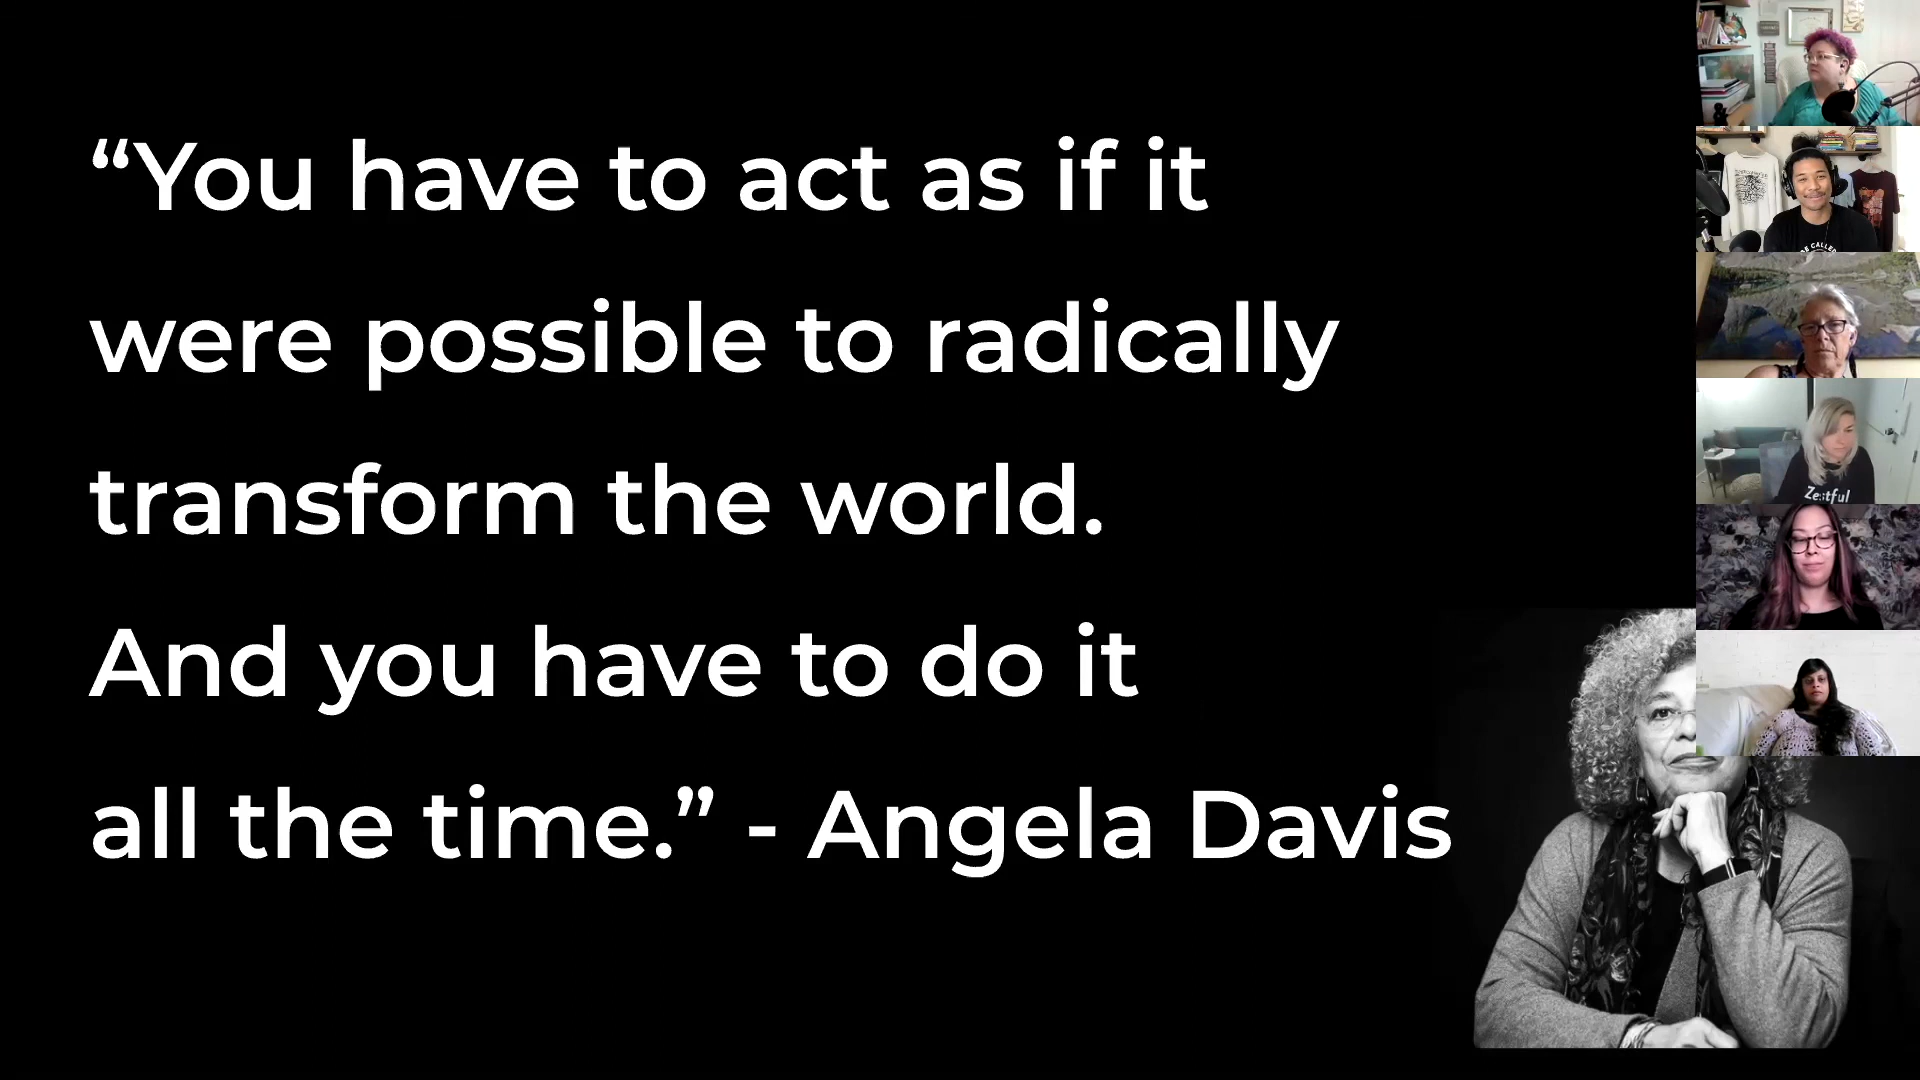 “You have to act as if it
were possible to radically
transform the world.
And you have to do it
all the time.” - Angela Davis
Zestful